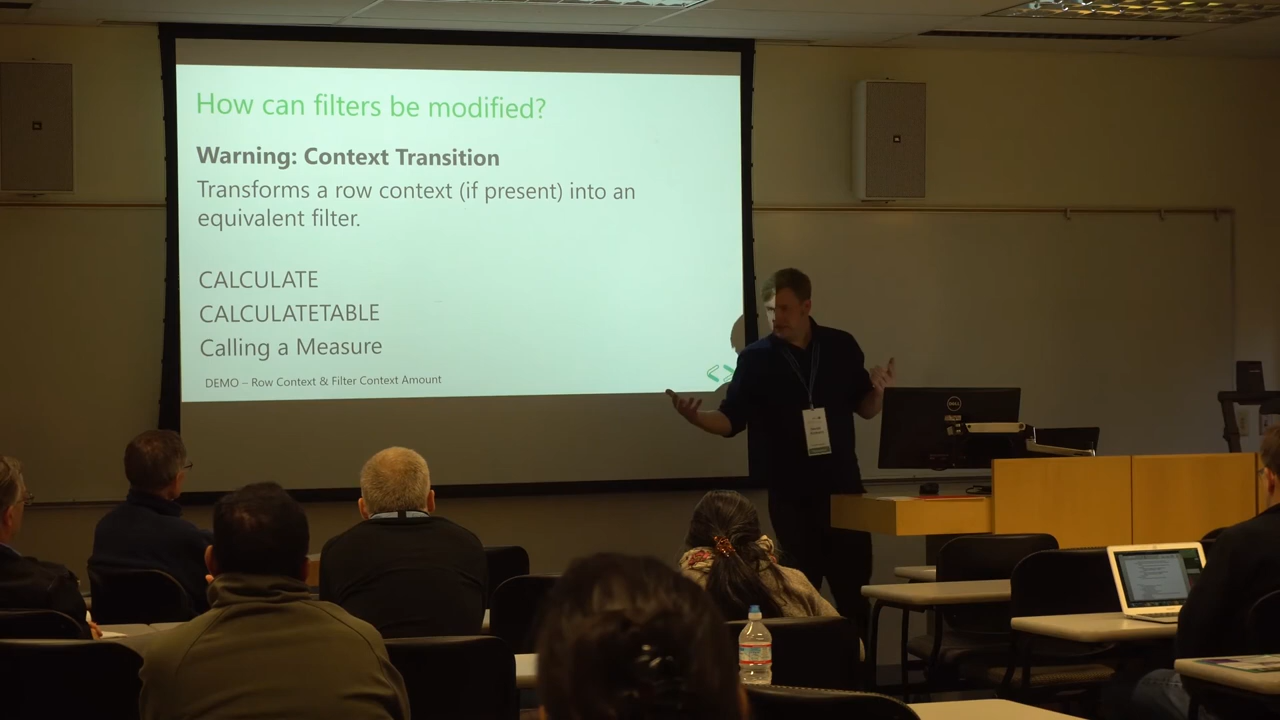 How can filters be modified?
Warning: Context Transition
Transforms a row context (if present) into an
equivalent filter.
CALCULATE
CALCULATETABLE
Calling a Measure
DEMO – Row Context & Filter Context Amount
<>
DELL